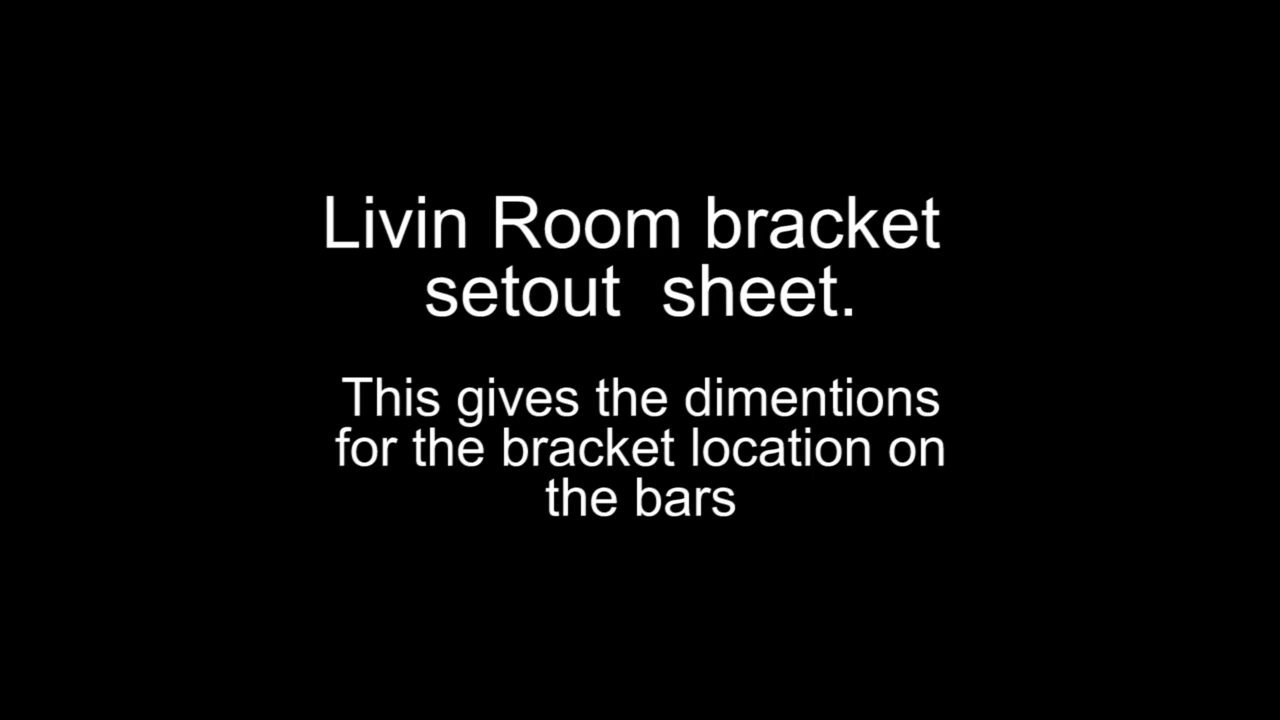 Livin Room bracket
setout  sheet.
This gives the dimentions
for the bracket location on
the bars